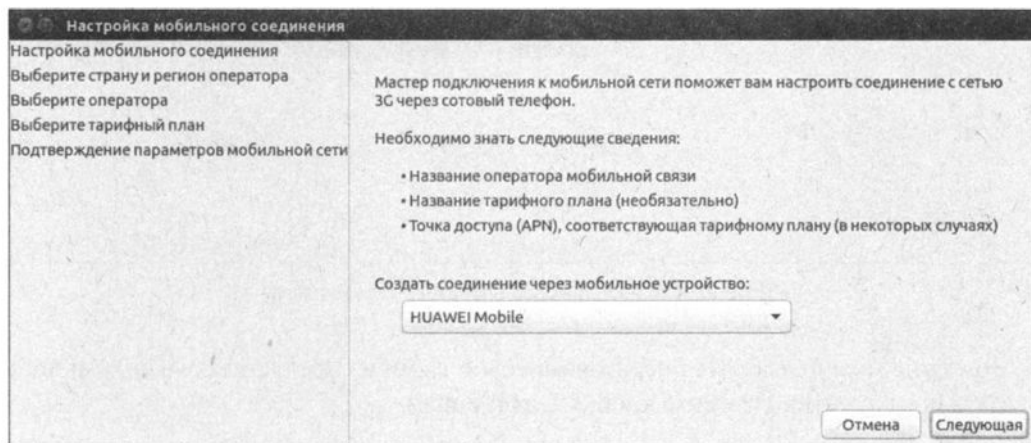 Настройка мобильного соединения
Настройка мобильного соединения
Выберите страну и регион оператора
Выберите оператора
Выберите тарифный план
Подтверждение параметров мобильной сети
Мастер подключения к мобильной сети поможет вам настроить соединение с сетью
3G через сотовый телефон.
Необходимо знать следующие сведения:
• Название оператора мобильной связи
• Название тарифного плана (необязательно)
• Точка доступа (APN), соответствующая тарифному плану (в некоторых случаях)
Создать соединение через мобильное устройство:
HUAWEI Mobile
Отмена
Следующая